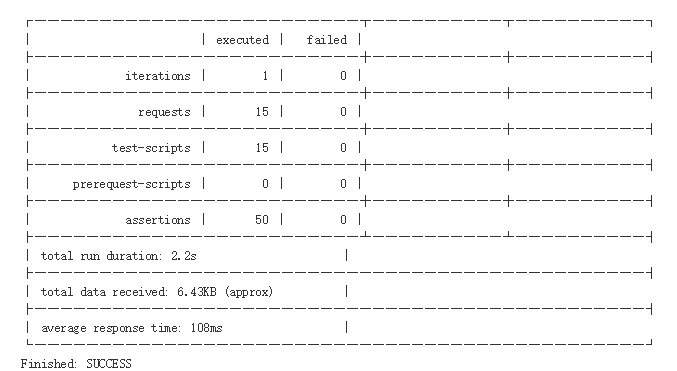 executed | failed
iterations | 1 | 0
requests | 15 | 0
test-scripts | 15 | 0
prerequest-scripts | 0 | 0
assertions | 50 | 0
total run duration: 2.2s
total data received: 6.43KB (approx)
average response time: 108ms
Finished: SUCCESS